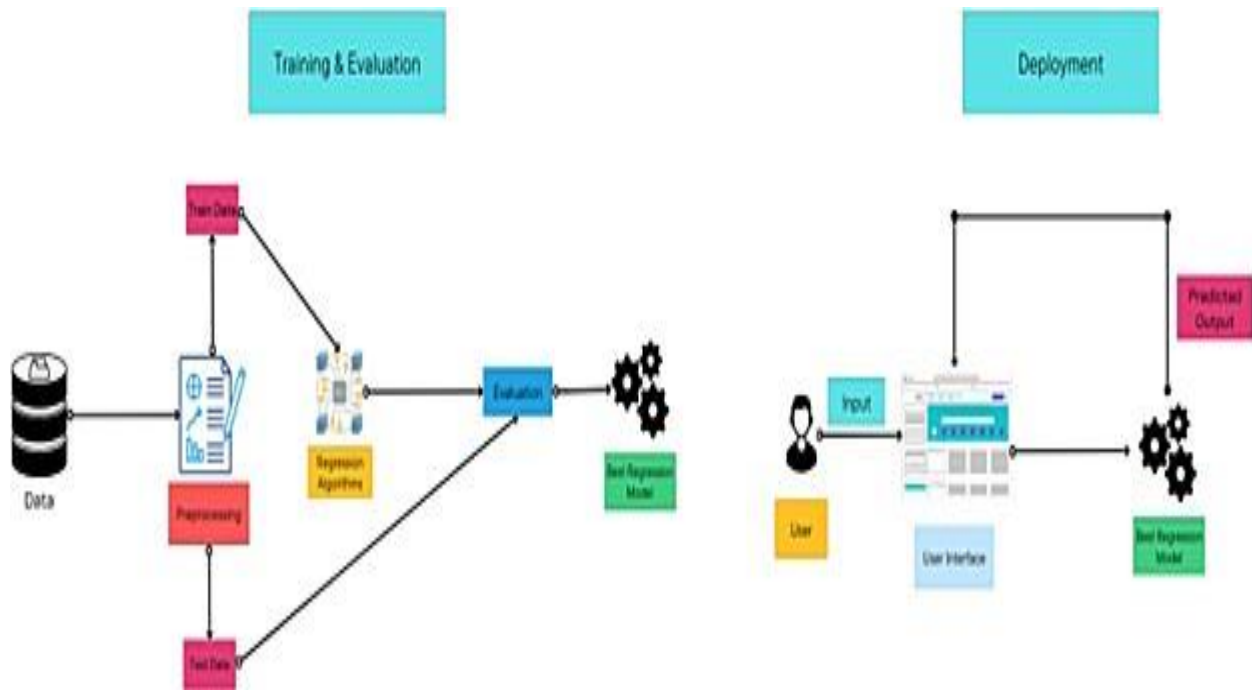 Training & Evaluation
Deployment
Train Data
Data
Preprocessing
Regression
Algorithms
Evaluation
Best Regression
Model
Test Data
Predicted
Output
Input
User
User Interface
Best Regression
Model